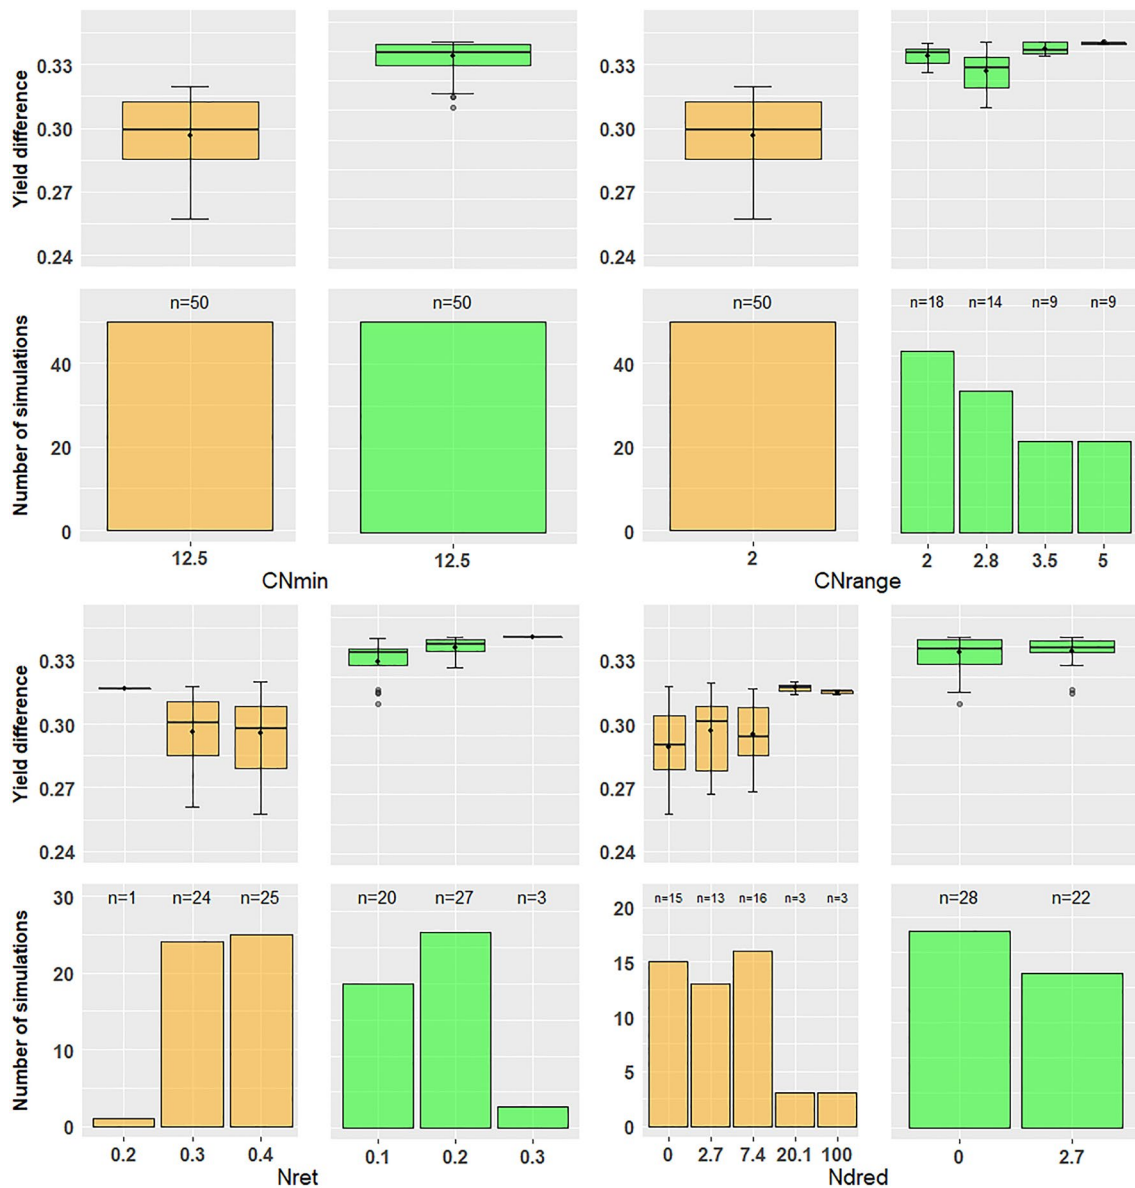 Yield difference
0.33
0.30
0.27
0.24
0.33
0.30
0.27
0.24
Number of simulations
n=50
n=50
n=50
n=18 n=14 n=9 n=9
40
20
0
40
20
0
12.5
12.5
2
2 2.8 3.5 5
CNmin
CNrange
Yield difference
0.33
0.30
0.27
0.24
0.33
0.30
0.27
0.24
Number of simulations
n=1 n=24 n=25
n=20 n=27 n=3
n=15 n=13 n=16 n=3 n=3
n=28 n=22
30
20
10
0
20
15
10
5
0
0.2 0.3 0.4
0.1 0.2 0.3
0 2.7 7.4 20.1 100
0 2.7
Nret
Ndred